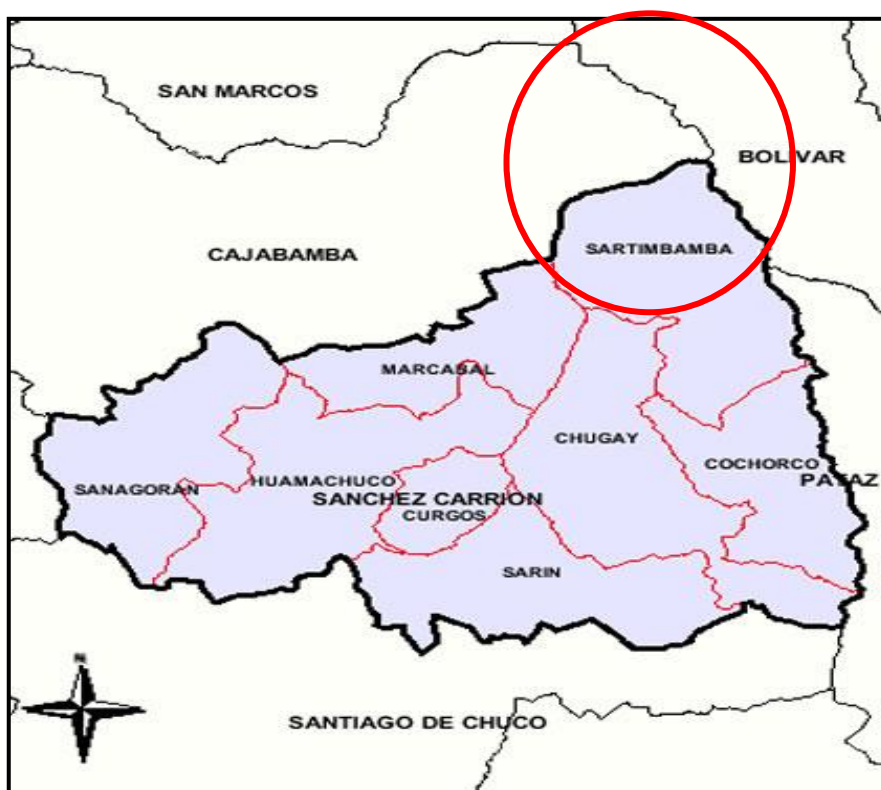 SAN MARCOS
BOLIVAR
SARTIMBAMBA
CAJABAMBA
MARCABAL
CHUGAY
COCHORCO
PATAZ
SANAGORAN
HUAMACHUCO
SANCHEZ CARRION
CURGOS
SARIN
N
SANTIAGO DE CHUCO